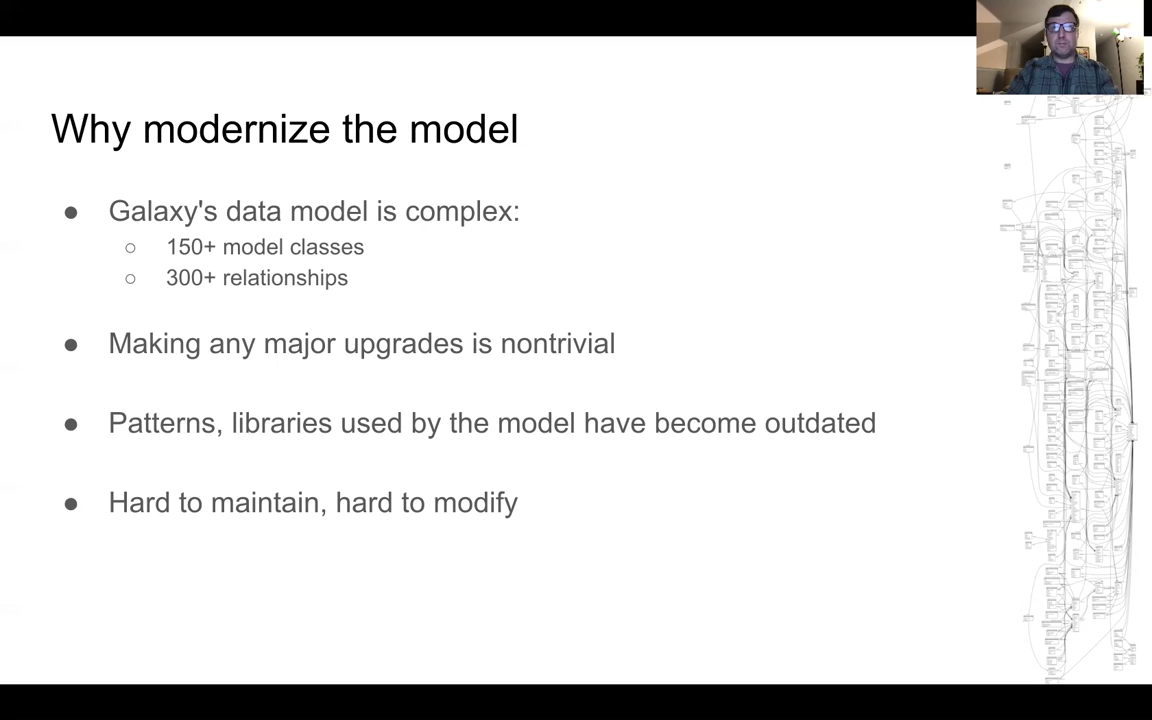 Why modernize the model
● Galaxy's data model is complex:
○ 150+ model classes
○ 300+ relationships
● Making any major upgrades is nontrivial
● Patterns, libraries used by the model have become outdated
● Hard to maintain, hard to modify